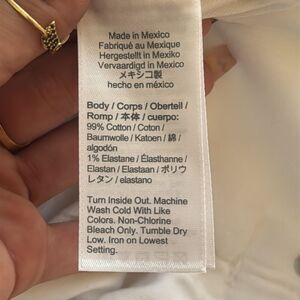 Made in Mexico
Fabriqué au Mexique
Hergestellt in Mexiko
Vervaardigd in Mexico
メキシコ製
hecho en méxico
Body / Corps / Oberteil /
Romp / 本体 / cuerpo:
99% Cotton / Coton /
Baumwolle / Katoen / 綿 /
algodón
1% Elastane / Élasthanne /
Elastan / Elastaan / ポリウ
レタン / elastano
Turn Inside Out. Machine
Wash Cold With Like
Colors. Non-Chlorine
Bleach Only. Tumble Dry
Low. Iron on Lowest
Setting.